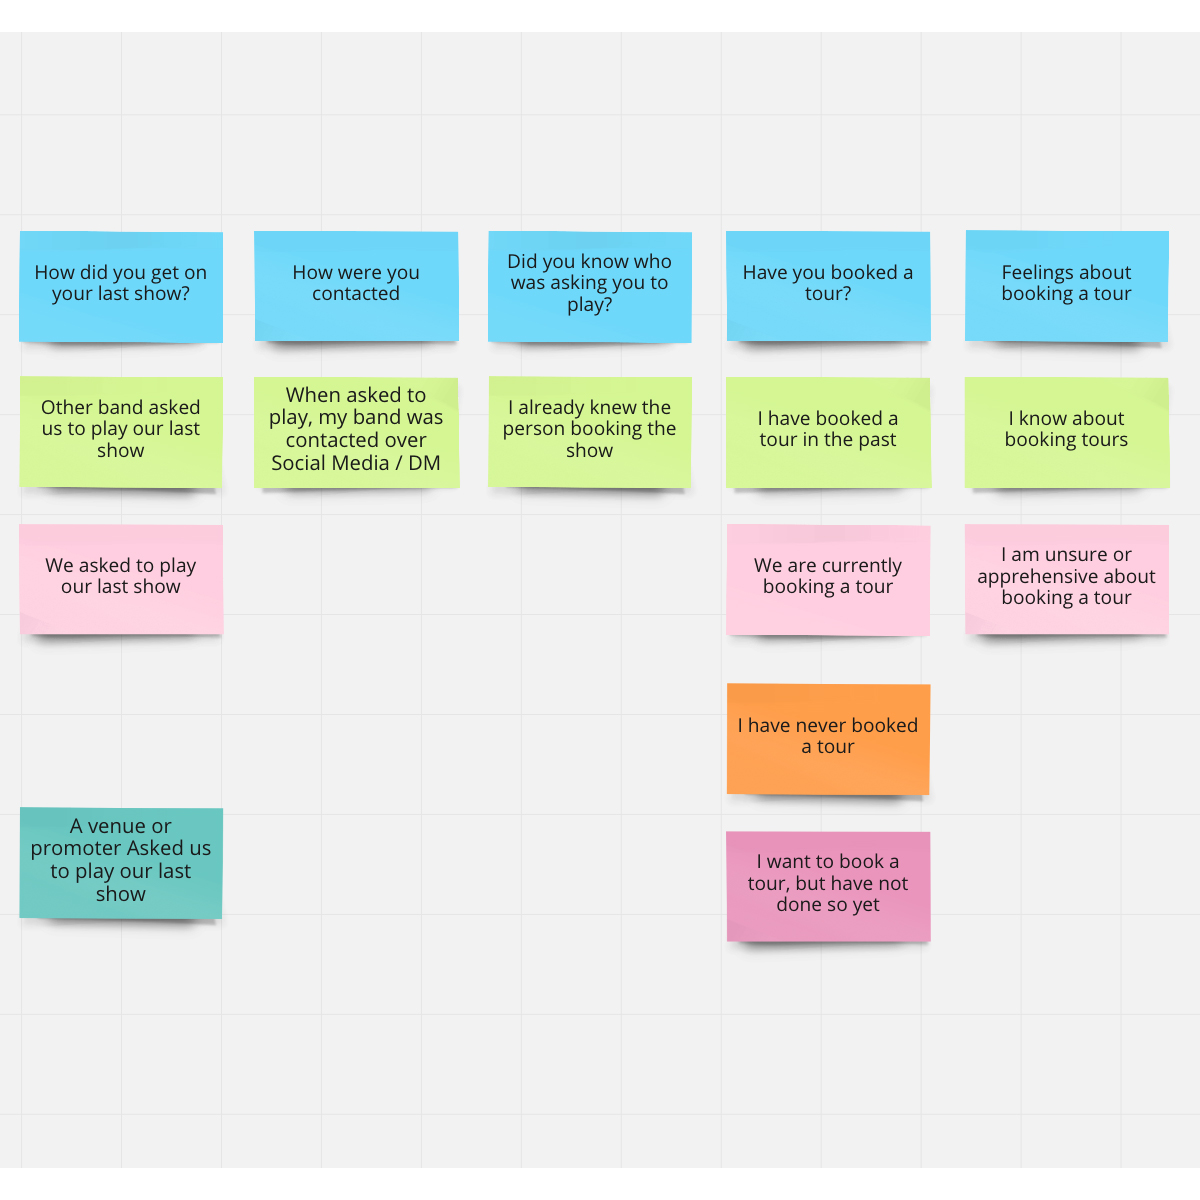 How did you get on
your last show?
How were you
contacted
Did you know who
was asking you to
play?
Have you booked a
tour?
Feelings about
booking a tour
Other band asked
us to play our last
show
When asked to
play, my band was
contacted over
Social Media / DM
I already knew the
person booking the
show
I have booked a
tour in the past
I know about
booking tours
We asked to play
our last show
We are currently
booking a tour
I am unsure or
apprehensive about
booking a tour
I have never booked
a tour
A venue or
promoter Asked us
to play our last
show
I want to book a
tour, but have not
done so yet